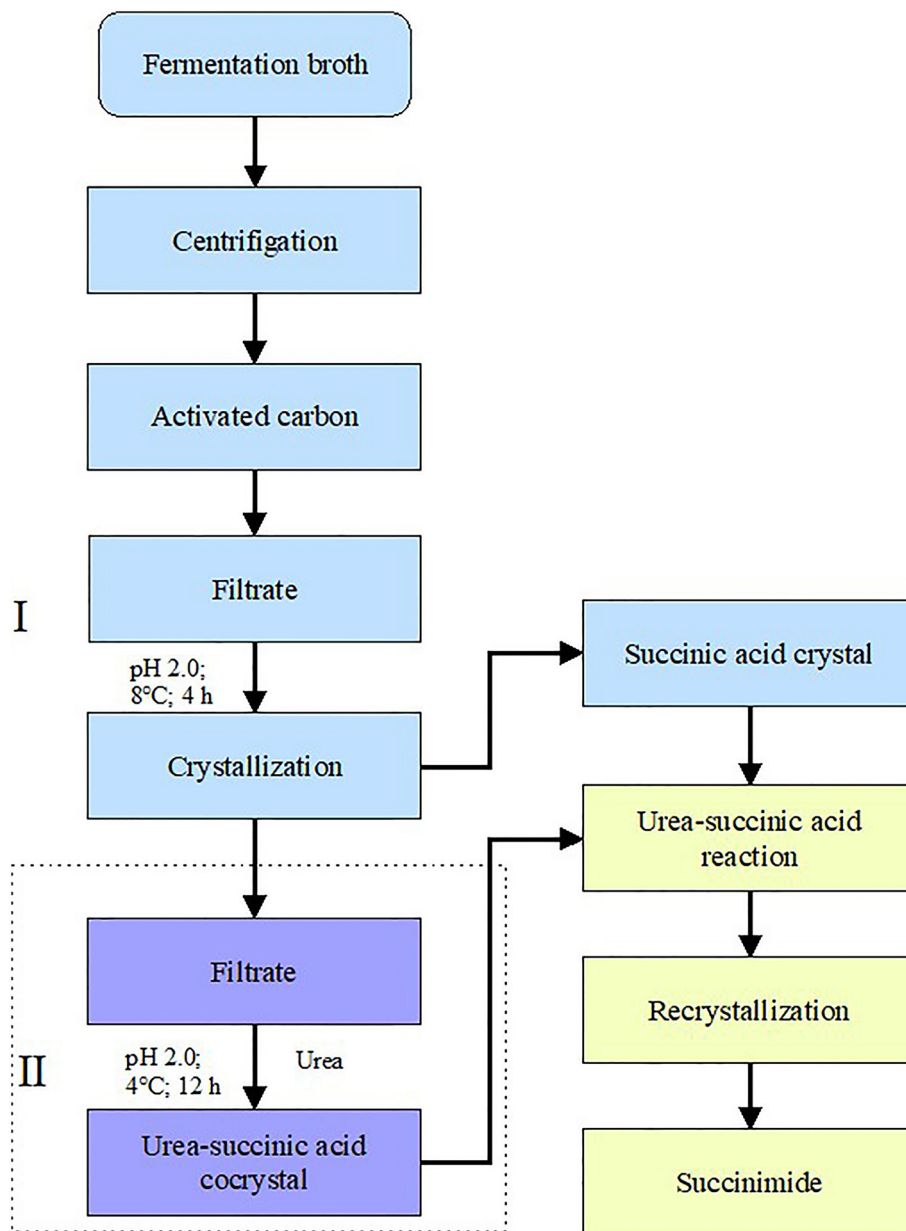 Fermentation broth
Centrifigation
Activated carbon
Filtrate
I
pH 2.0;
8°C; 4 h
Crystallization
Succinic acid crystal
Urea-succinic acid
reaction
Recrystallization
Succinimide
Filtrate
II
pH 2.0;
4°C; 12 h
Urea
Urea-succinic acid
cocrystal